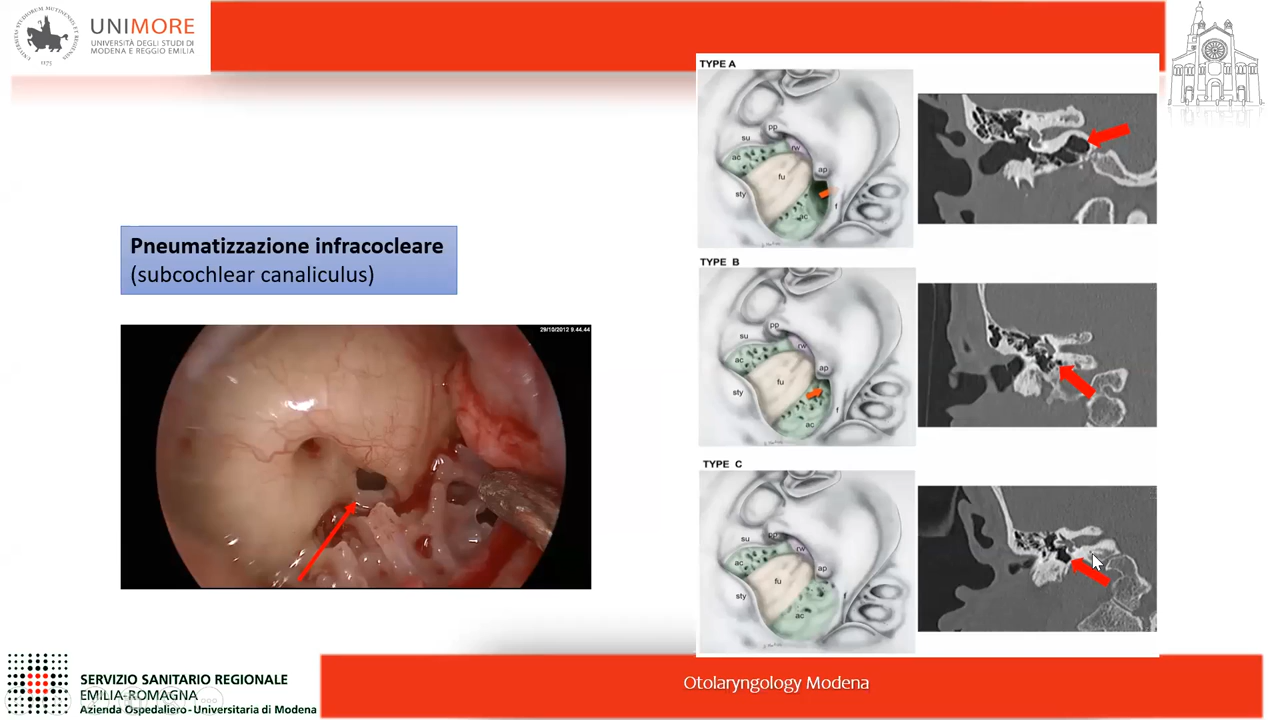 UNIMORE
UNIVERSITÀ DEGLI STUDI DI
MODENA E REGGIO EMILIA
1175
Pneumatizzazione infracocleare
(subcochlear canaliculus)
29/10/2012 9.44.44
TYPE A
pp
su
rw
ac
ap
fu
sty
f
ac
TYPE B
pp
su
rw
ac
ap
fu
sty
f
ac
TYPE C
pp
su
rw
ac
ap
fu
sty
f
ac
SERVIZIO SANITARIO REGIONALE
EMILIA-ROMAGNA
Azienda Ospedaliero - Universitaria di Modena
Otolaryngology Modena